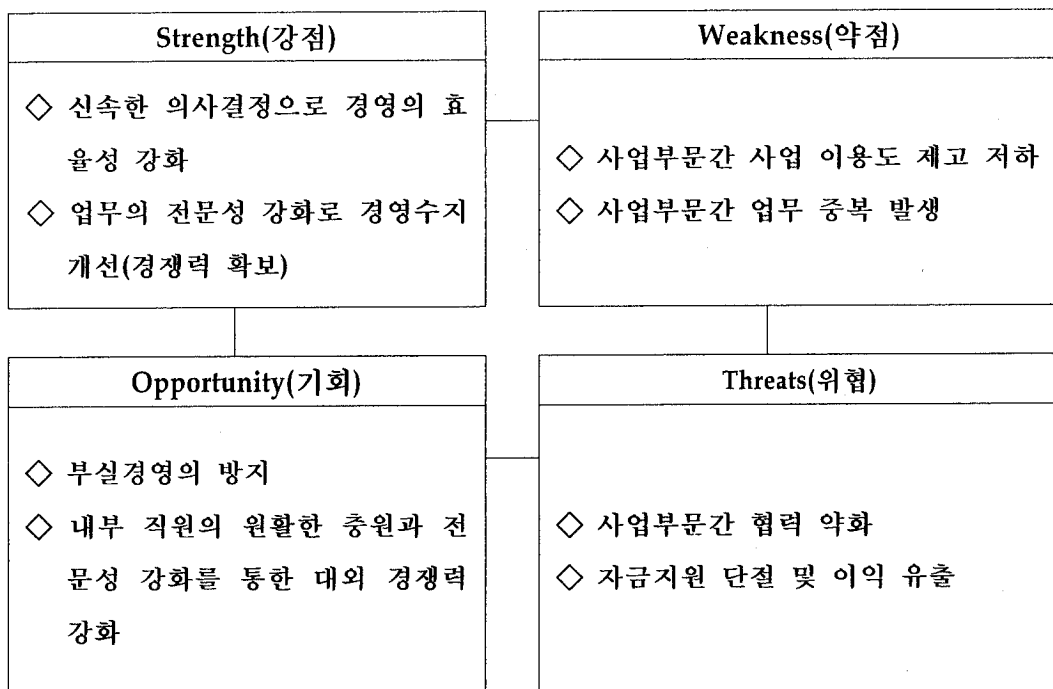 Strength(강점)
◇ 신속한 의사결정으로 경영의 효
율성 강화
◇ 업무의 전문성 강화로 경영수지
개선(경쟁력 확보)
Weakness(약점)
◇ 사업부문간 사업 이용도 제고 저하
◇ 사업부문간 업무 중복 발생
Opportunity(기회)
◇ 부실경영의 방지
◇ 내부 직원의 원활한 충원과 전
문성 강화를 통한 대외 경쟁력
강화
Threats(위협)
◇ 사업부문간 협력 약화
◇ 자금지원 단절 및 이익 유출